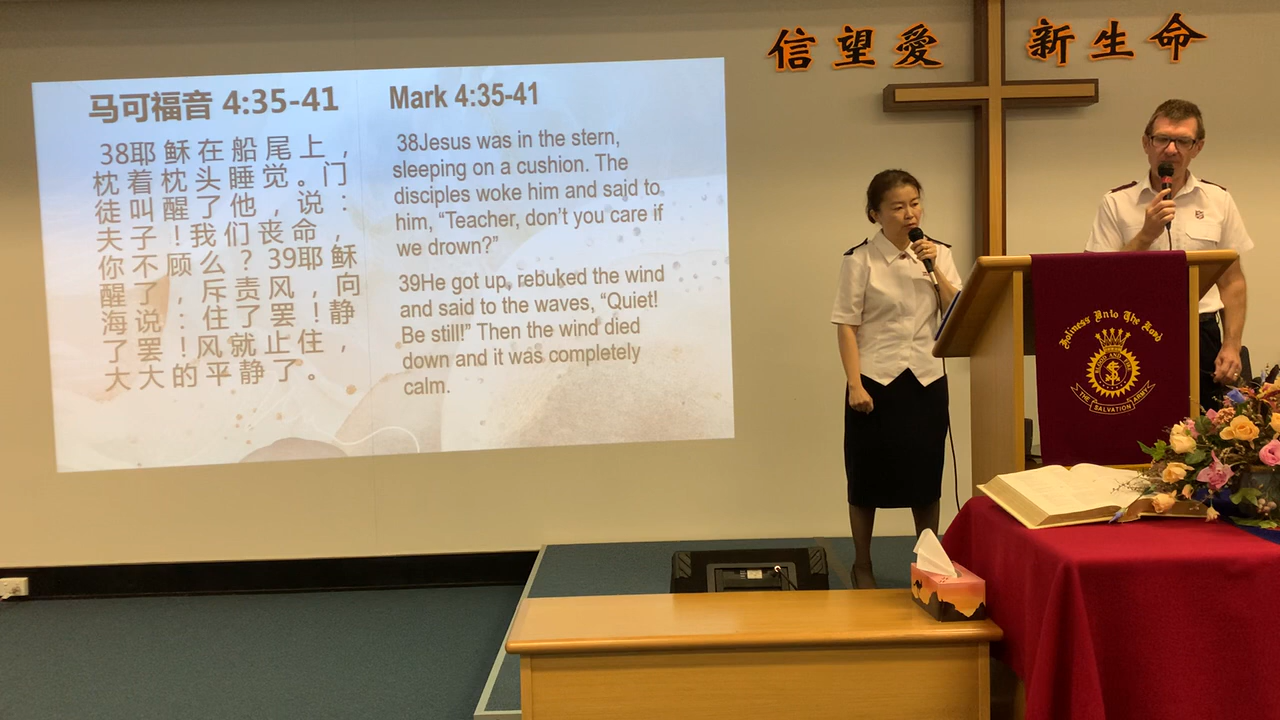 信望愛 新生命
马可福音 4:35-41
38耶稣在船尾上，
枕着枕头睡觉。门
徒叫醒了他，说：
夫子！我们丧命，
你不顾么？39耶稣
醒了，斥责风，向
海说：住了罢！静
了罢！风就止住，
大大的平静了。
Mark 4:35-41
38Jesus was in the stern,
sleeping on a cushion. The
disciples woke him and said to
him, “Teacher, don’t you care if
we drown?”
39He got up, rebuked the wind
and said to the waves, “Quiet!
Be still!” Then the wind died
down and it was completely
calm.
Holiness Unto The Lord
BLOOD AND FIRE
THE SALVATION ARMY